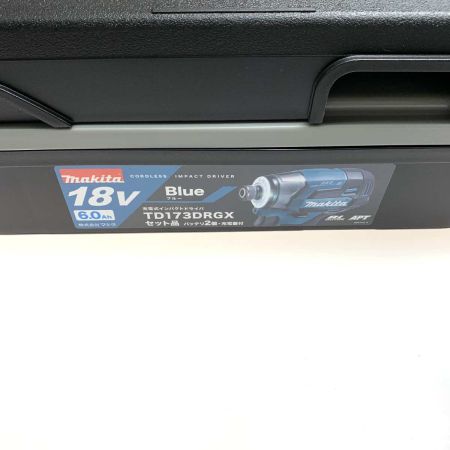 makita
CORDLESS IMPACT DRIVER
18V
6.0Ah
株式会社マキタ
Blue
ブルー
充電式インパクトドライバ
TD173DRGX
セット品 バッテリ2個・充電器付
makita
BL APT